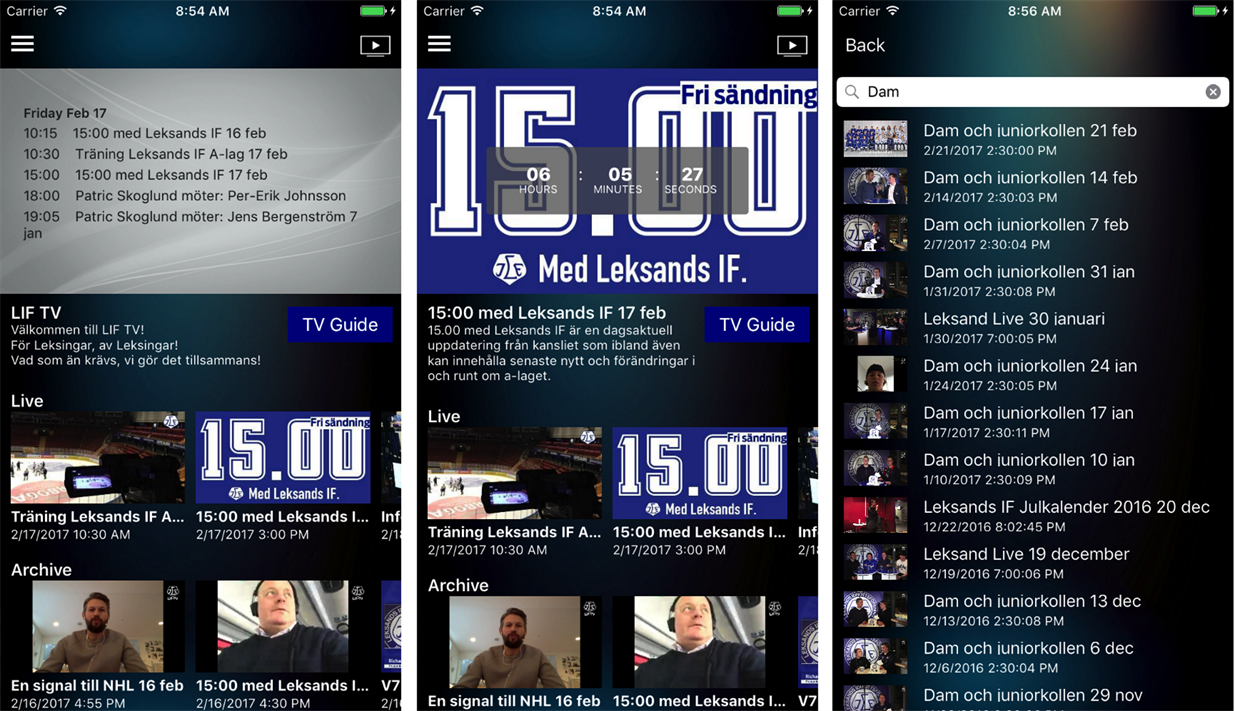 Carrier 8:54 AM
Friday Feb 17
10:15 15:00 med Leksands IF 16 feb
10:30 Träning Leksands IF A-lag 17 feb
15:00 15:00 med Leksands IF 17 feb
18:00 Patric Skoglund möter: Per-Erik Johnsson
19:05 Patric Skoglund möter: Jens Bergenström 7
jan
LIF TV
TV Guide
Välkommen till LIF TV!
För Leksingar, av Leksingar!
Vad som än krävs, vi gör det tillsammans!
Live
Fri sändning
15.00
Med Leksands IF.
Träning Leksands IF A... 15:00 med Leksands I... Inf
2/17/2017 10:30 AM 2/17/2017 3:00 PM 2/18
Archive
En signal till NHL 16 feb 15:00 med Leksands I... V7
2/16/2017 4:55 PM 2/16/2017 4:30 PM 2/16
Carrier 8:54 AM
Fri sändning
15.00
06 : 05 : 27
HOURS MINUTES SECONDS
Med Leksands IF.
15:00 med Leksands IF 17 feb
TV Guide
15.00 med Leksands IF är en dagsaktuell
uppdatering från kansliet som ibland även
kan innehålla senaste nytt och förändringar i
och runt om a-laget.
Live
Fri sändning
15.00
Med Leksands IF.
Träning Leksands IF A... 15:00 med Leksands I... Inf
2/17/2017 10:30 AM 2/17/2017 3:00 PM 2/18
Archive
En signal till NHL 16 feb 15:00 med Leksands I... V7
Carrier 8:56 AM
Back
Dam
Dam och juniorkollen 21 feb
2/21/2017 2:30:00 PM
Dam och juniorkollen 14 feb
2/14/2017 2:30:03 PM
Dam och juniorkollen 7 feb
2/7/2017 2:30:04 PM
Dam och juniorkollen 31 jan
1/31/2017 2:30:08 PM
Leksand Live 30 januari
1/30/2017 7:00:05 PM
Dam och juniorkollen 24 jan
1/24/2017 2:30:05 PM
Dam och juniorkollen 17 jan
1/17/2017 2:30:11 PM
Dam och juniorkollen 10 jan
1/10/2017 2:30:09 PM
Leksands IF Julkalender 2016 20 dec
12/22/2016 8:02:45 PM
Leksand Live 19 december
12/19/2016 7:00:06 PM
Dam och juniorkollen 13 dec
12/13/2016 2:30:08 PM
Dam och juniorkollen 6 dec
12/6/2016 2:30:04 PM
Dam och juniorkollen 29 nov